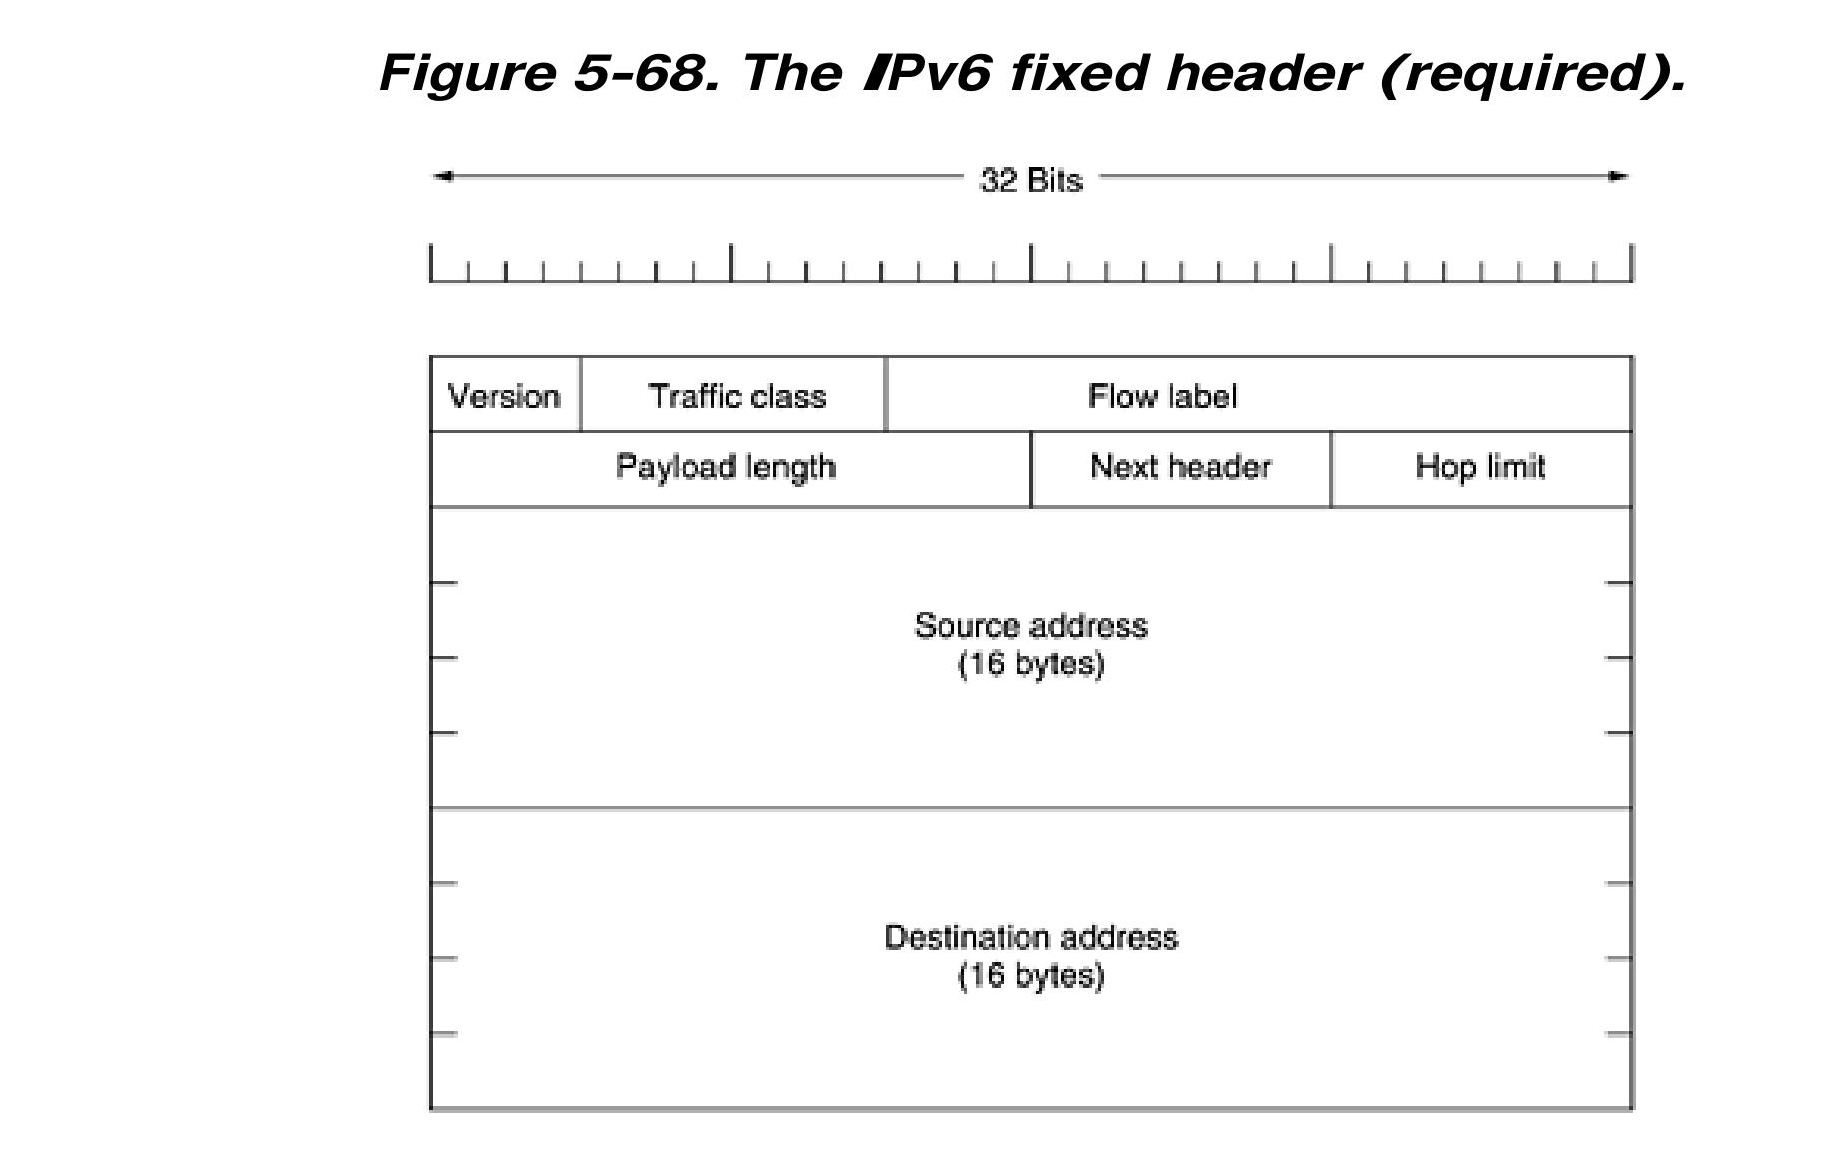 Figure 5-68. The IPv6 fixed header (required).
32 Bits
Version Traffic class Flow label
Payload length Next header Hop limit
Source address
(16 bytes)
Destination address
(16 bytes)